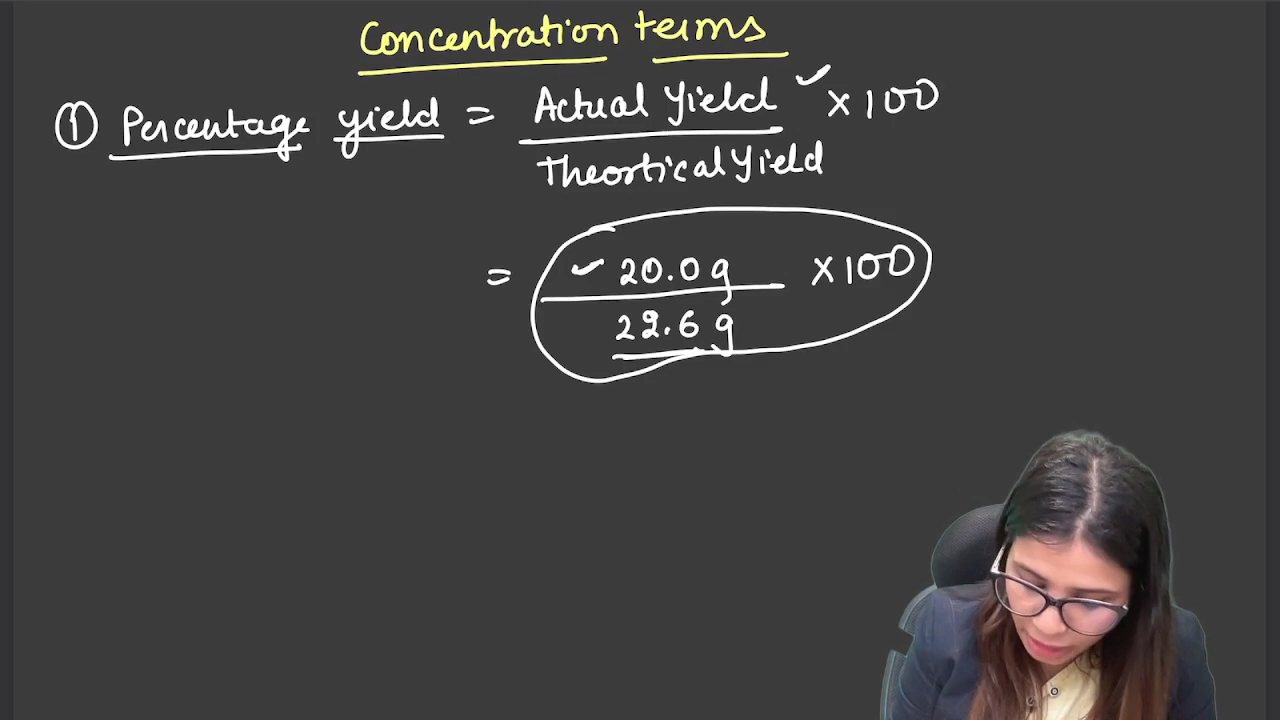 Concentration terms
① Percentage yield = Actual Yield ✓ × 100
Theortical Yield
= ✓ 20.0 g × 100
22.6 g